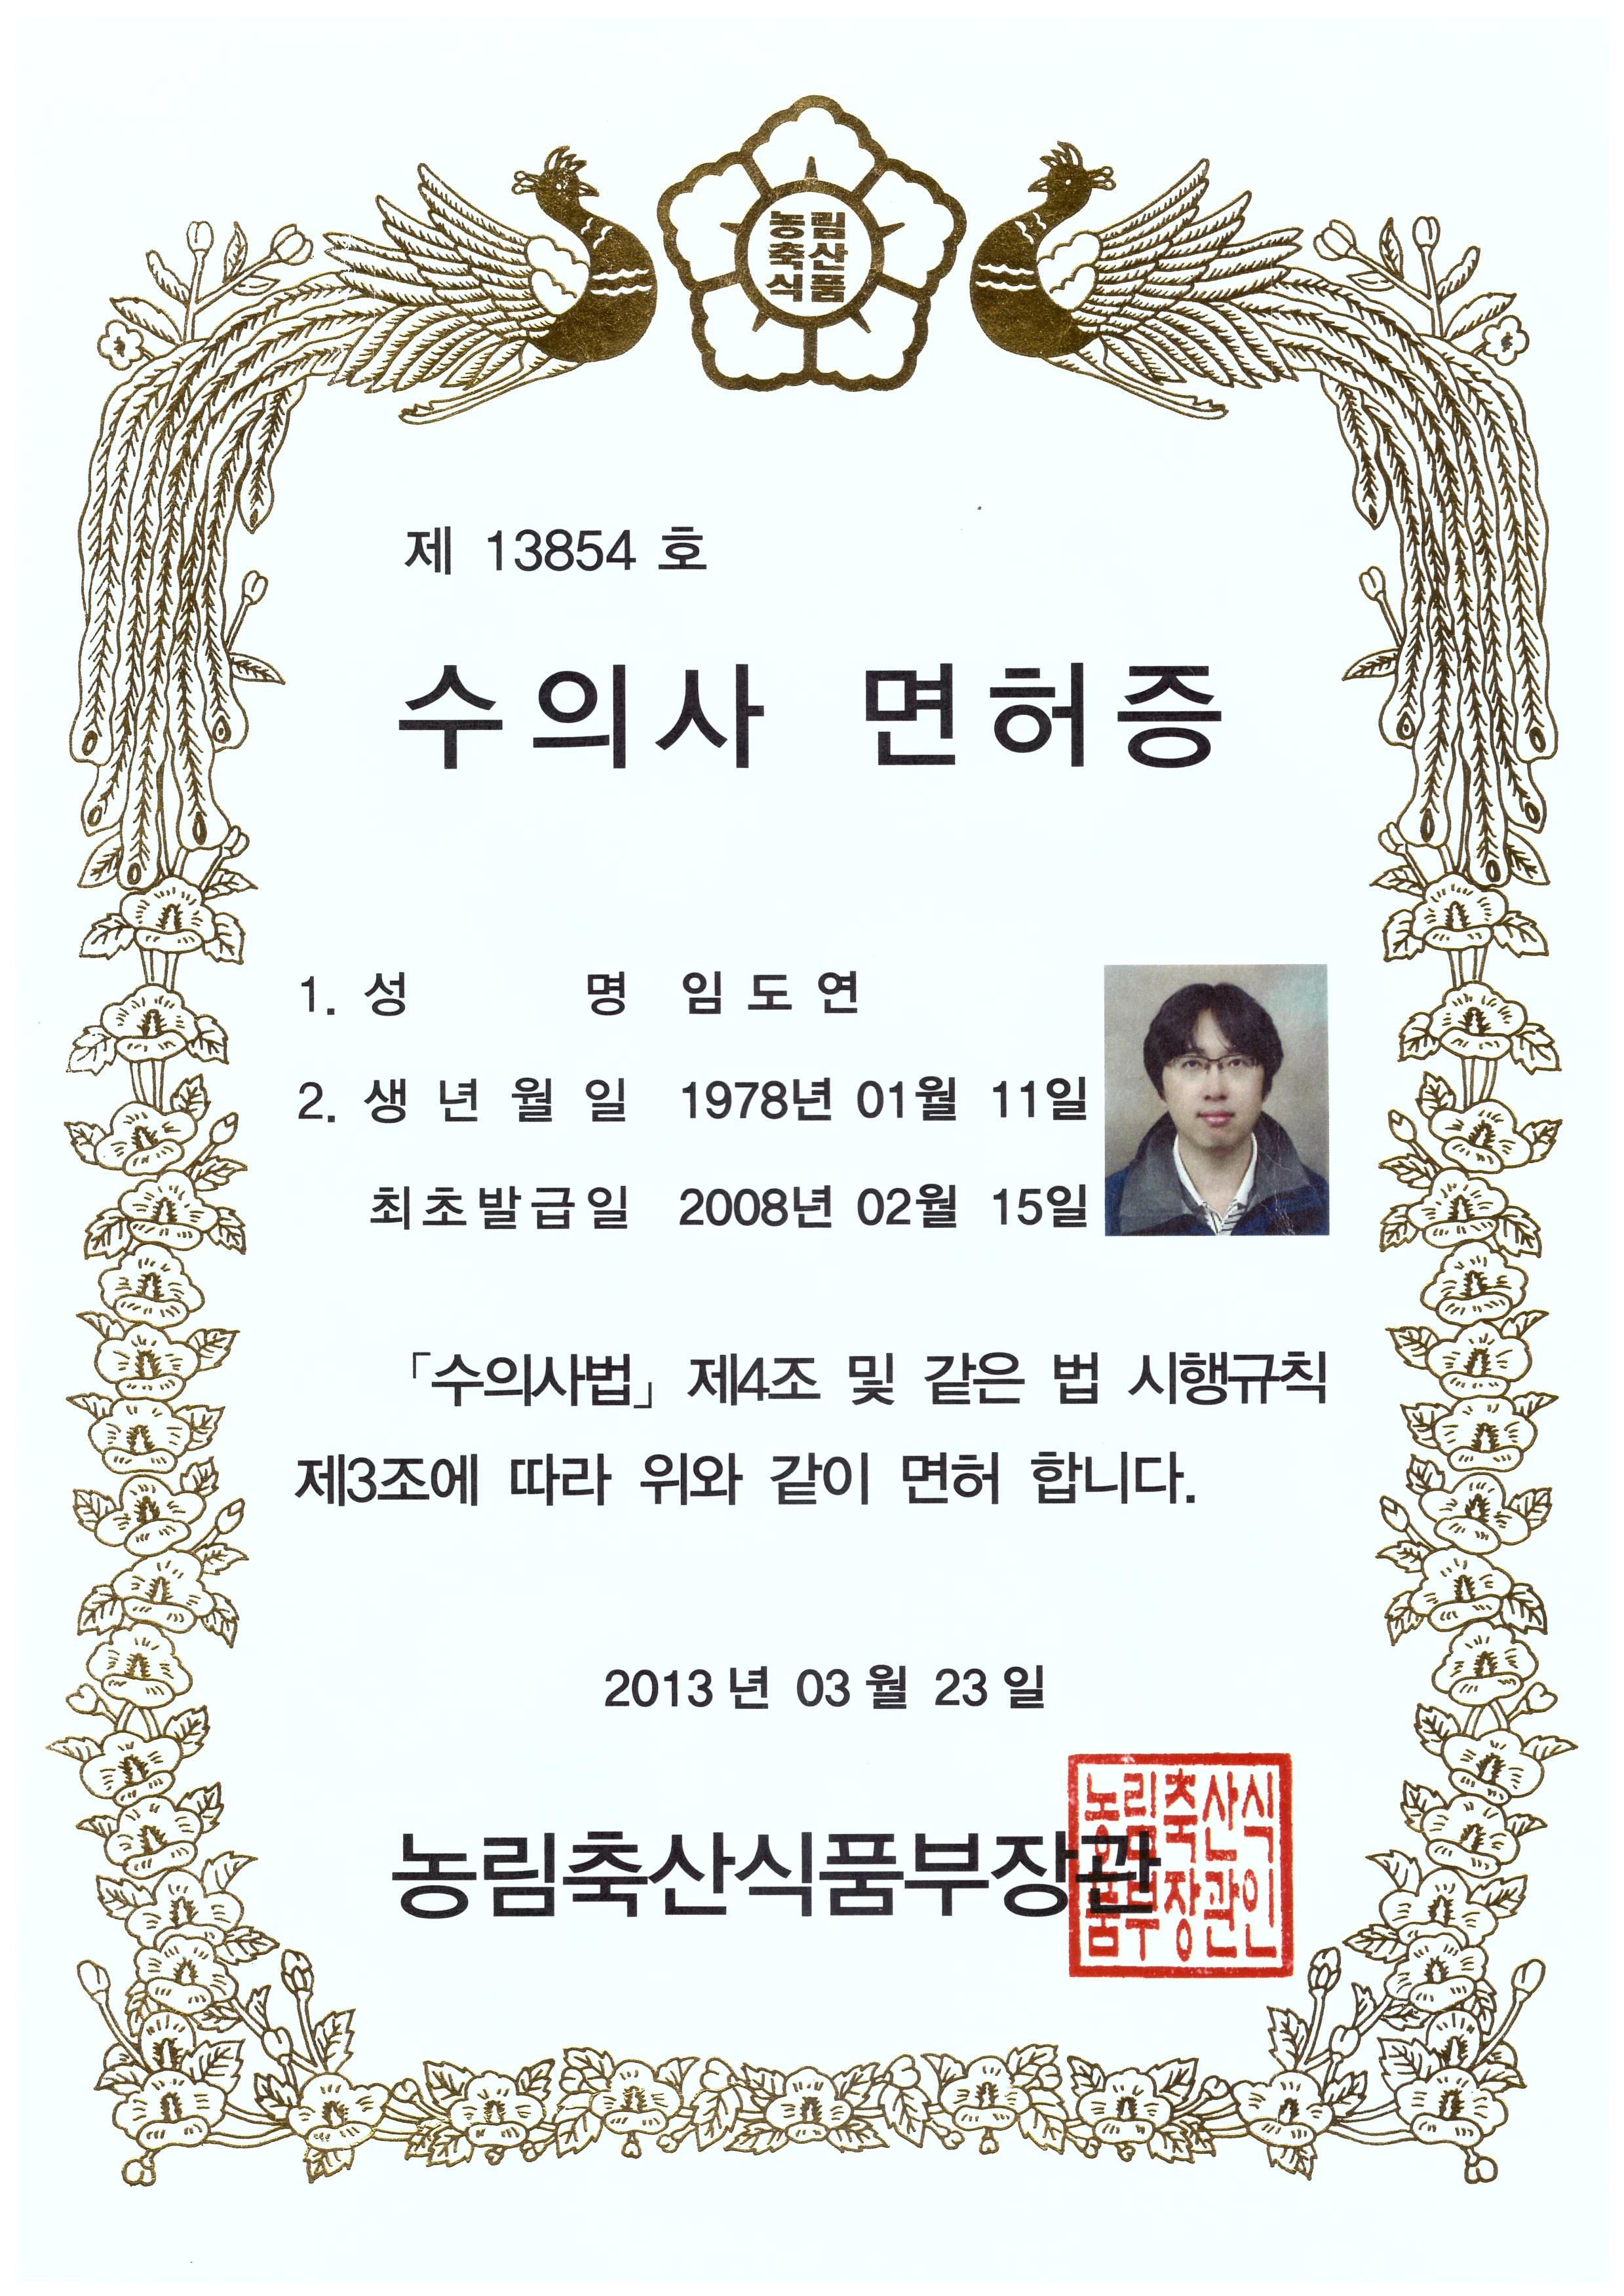 농림
축산
식품
제 13854 호
수의사 면허증
1. 성 명 임 도 연
2. 생 년 월 일 1978년 01월 11일
최초발급일 2008년 02월 15일
「수의사법」 제4조 및 같은 법 시행규칙
제3조에 따라 위와 같이 면허 합니다.
2013 년 03 월 23 일
농림축산식품부장관
농림축산식
품부장관인